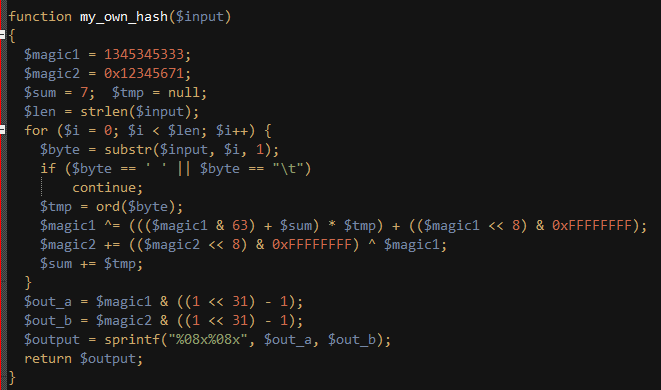 function my_own_hash($input)
{
  $magic1 = 1345345333;
  $magic2 = 0x12345671;
  $sum = 7;  $tmp = null;
  $len = strlen($input);
  for ($i = 0; $i < $len; $i++) {
    $byte = substr($input, $i, 1);
    if ($byte == ' ' || $byte == "\t")
        continue;
    $tmp = ord($byte);
    $magic1 ^= ((($magic1 & 63) + $sum) * $tmp) + (($magic1 << 8) & 0xFFFFFFFF);
    $magic2 += (($magic2 << 8) & 0xFFFFFFFF) ^ $magic1;
    $sum += $tmp;
  }
  $out_a = $magic1 & ((1 << 31) - 1);
  $out_b = $magic2 & ((1 << 31) - 1);
  $output = sprintf("%08x%08x", $out_a, $out_b);
  return $output;
}